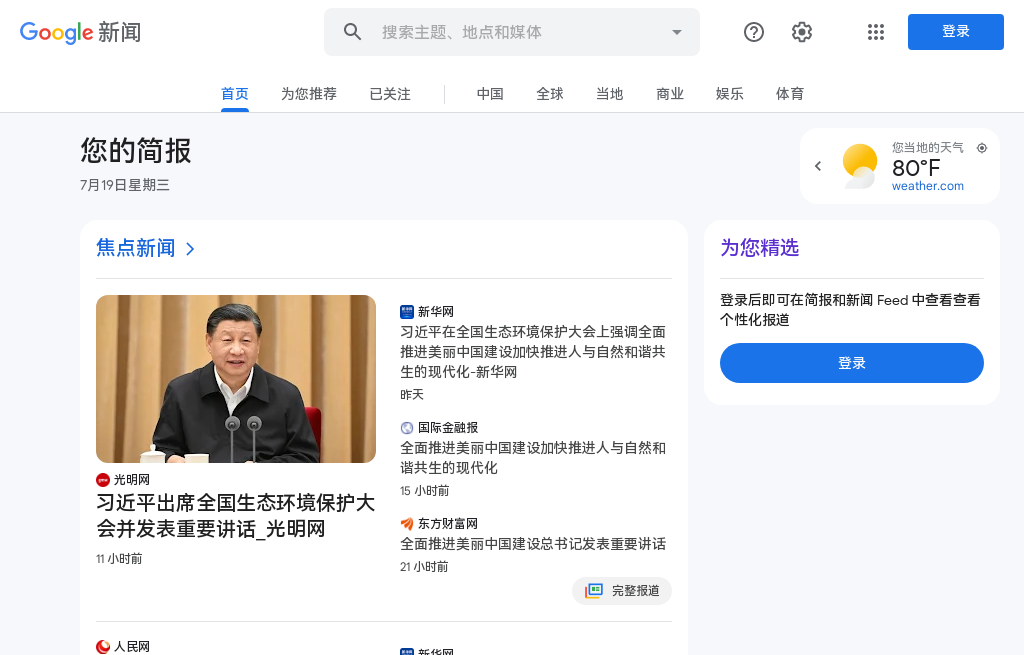 Google 新闻
搜索主题、地点和媒体
登录
首页
为您推荐
已关注
中国
全球
当地
商业
娱乐
体育
您的简报
7月19日星期三
您当地的天气
80°F
weather.com
焦点新闻
光明网
习近平出席全国生态环境保护大
会并发表重要讲话_光明网
11 小时前
新华网
习近平在全国生态环境保护大会上强调全面
推进美丽中国建设加快推进人与自然和谐共
生的现代化-新华网
昨天
国际金融报
全面推进美丽中国建设加快推进人与自然和
谐共生的现代化
15 小时前
东方财富网
全面推进美丽中国建设总书记发表重要讲话
21 小时前
完整报道
人民网
新华网
为您精选
登录后即可在简报和新闻 Feed 中查看查看
个性化报道
登录